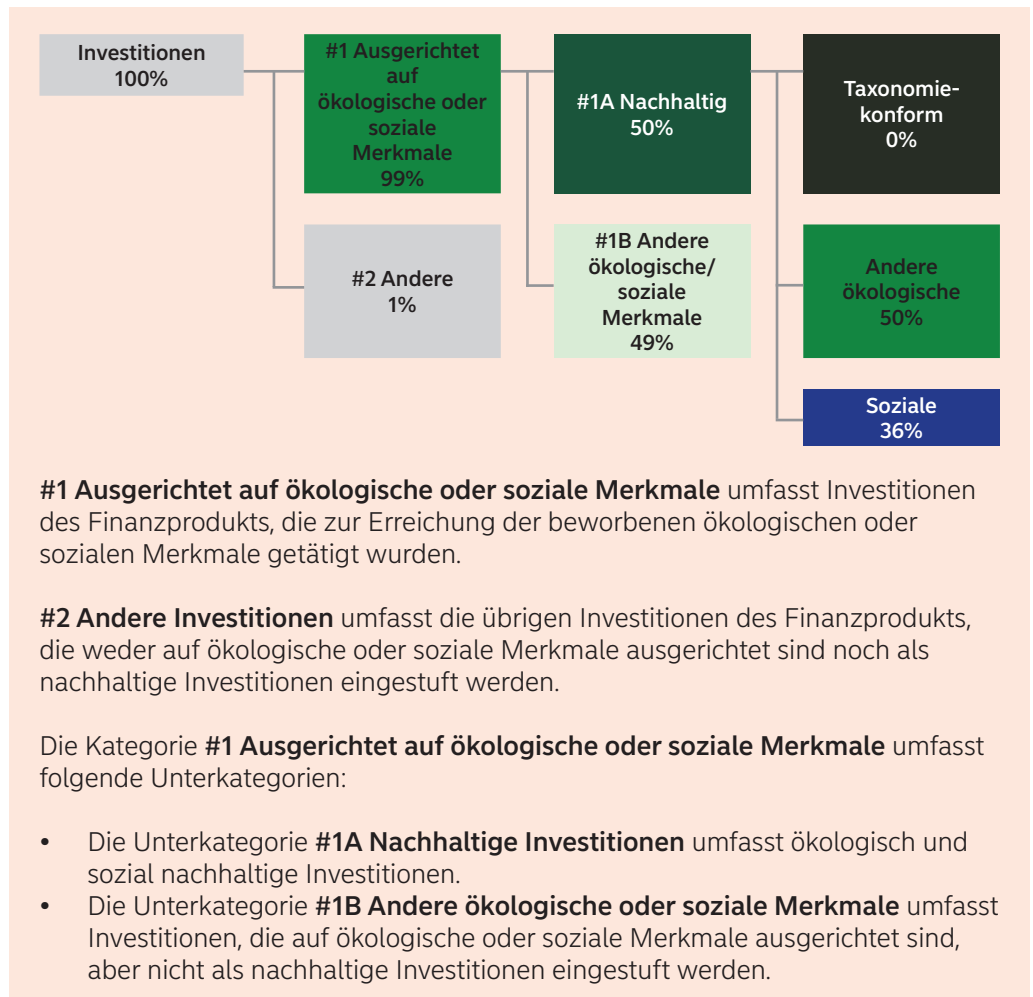 Investitionen
100%
#1 Ausgerichtet
auf
ökologische oder
soziale
Merkmale
99%
#1A Nachhaltig
50%
Taxonomie-
konform
0%
#2 Andere
1%
#1B Andere
ökologische/
soziale
Merkmale
49%
Andere
ökologische
50%
Soziale
36%
#1 Ausgerichtet auf ökologische oder soziale Merkmale umfasst Investitionen
des Finanzprodukts, die zur Erreichung der beworbenen ökologischen oder
sozialen Merkmale getätigt wurden.
#2 Andere Investitionen umfasst die übrigen Investitionen des Finanzprodukts,
die weder auf ökologische oder soziale Merkmale ausgerichtet sind noch als
nachhaltige Investitionen eingestuft werden.
Die Kategorie #1 Ausgerichtet auf ökologische oder soziale Merkmale umfasst
folgende Unterkategorien:
• Die Unterkategorie #1A Nachhaltige Investitionen umfasst ökologisch und
sozial nachhaltige Investitionen.
• Die Unterkategorie #1B Andere ökologische oder soziale Merkmale umfasst
Investitionen, die auf ökologische oder soziale Merkmale ausgerichtet sind,
aber nicht als nachhaltige Investitionen eingestuft werden.